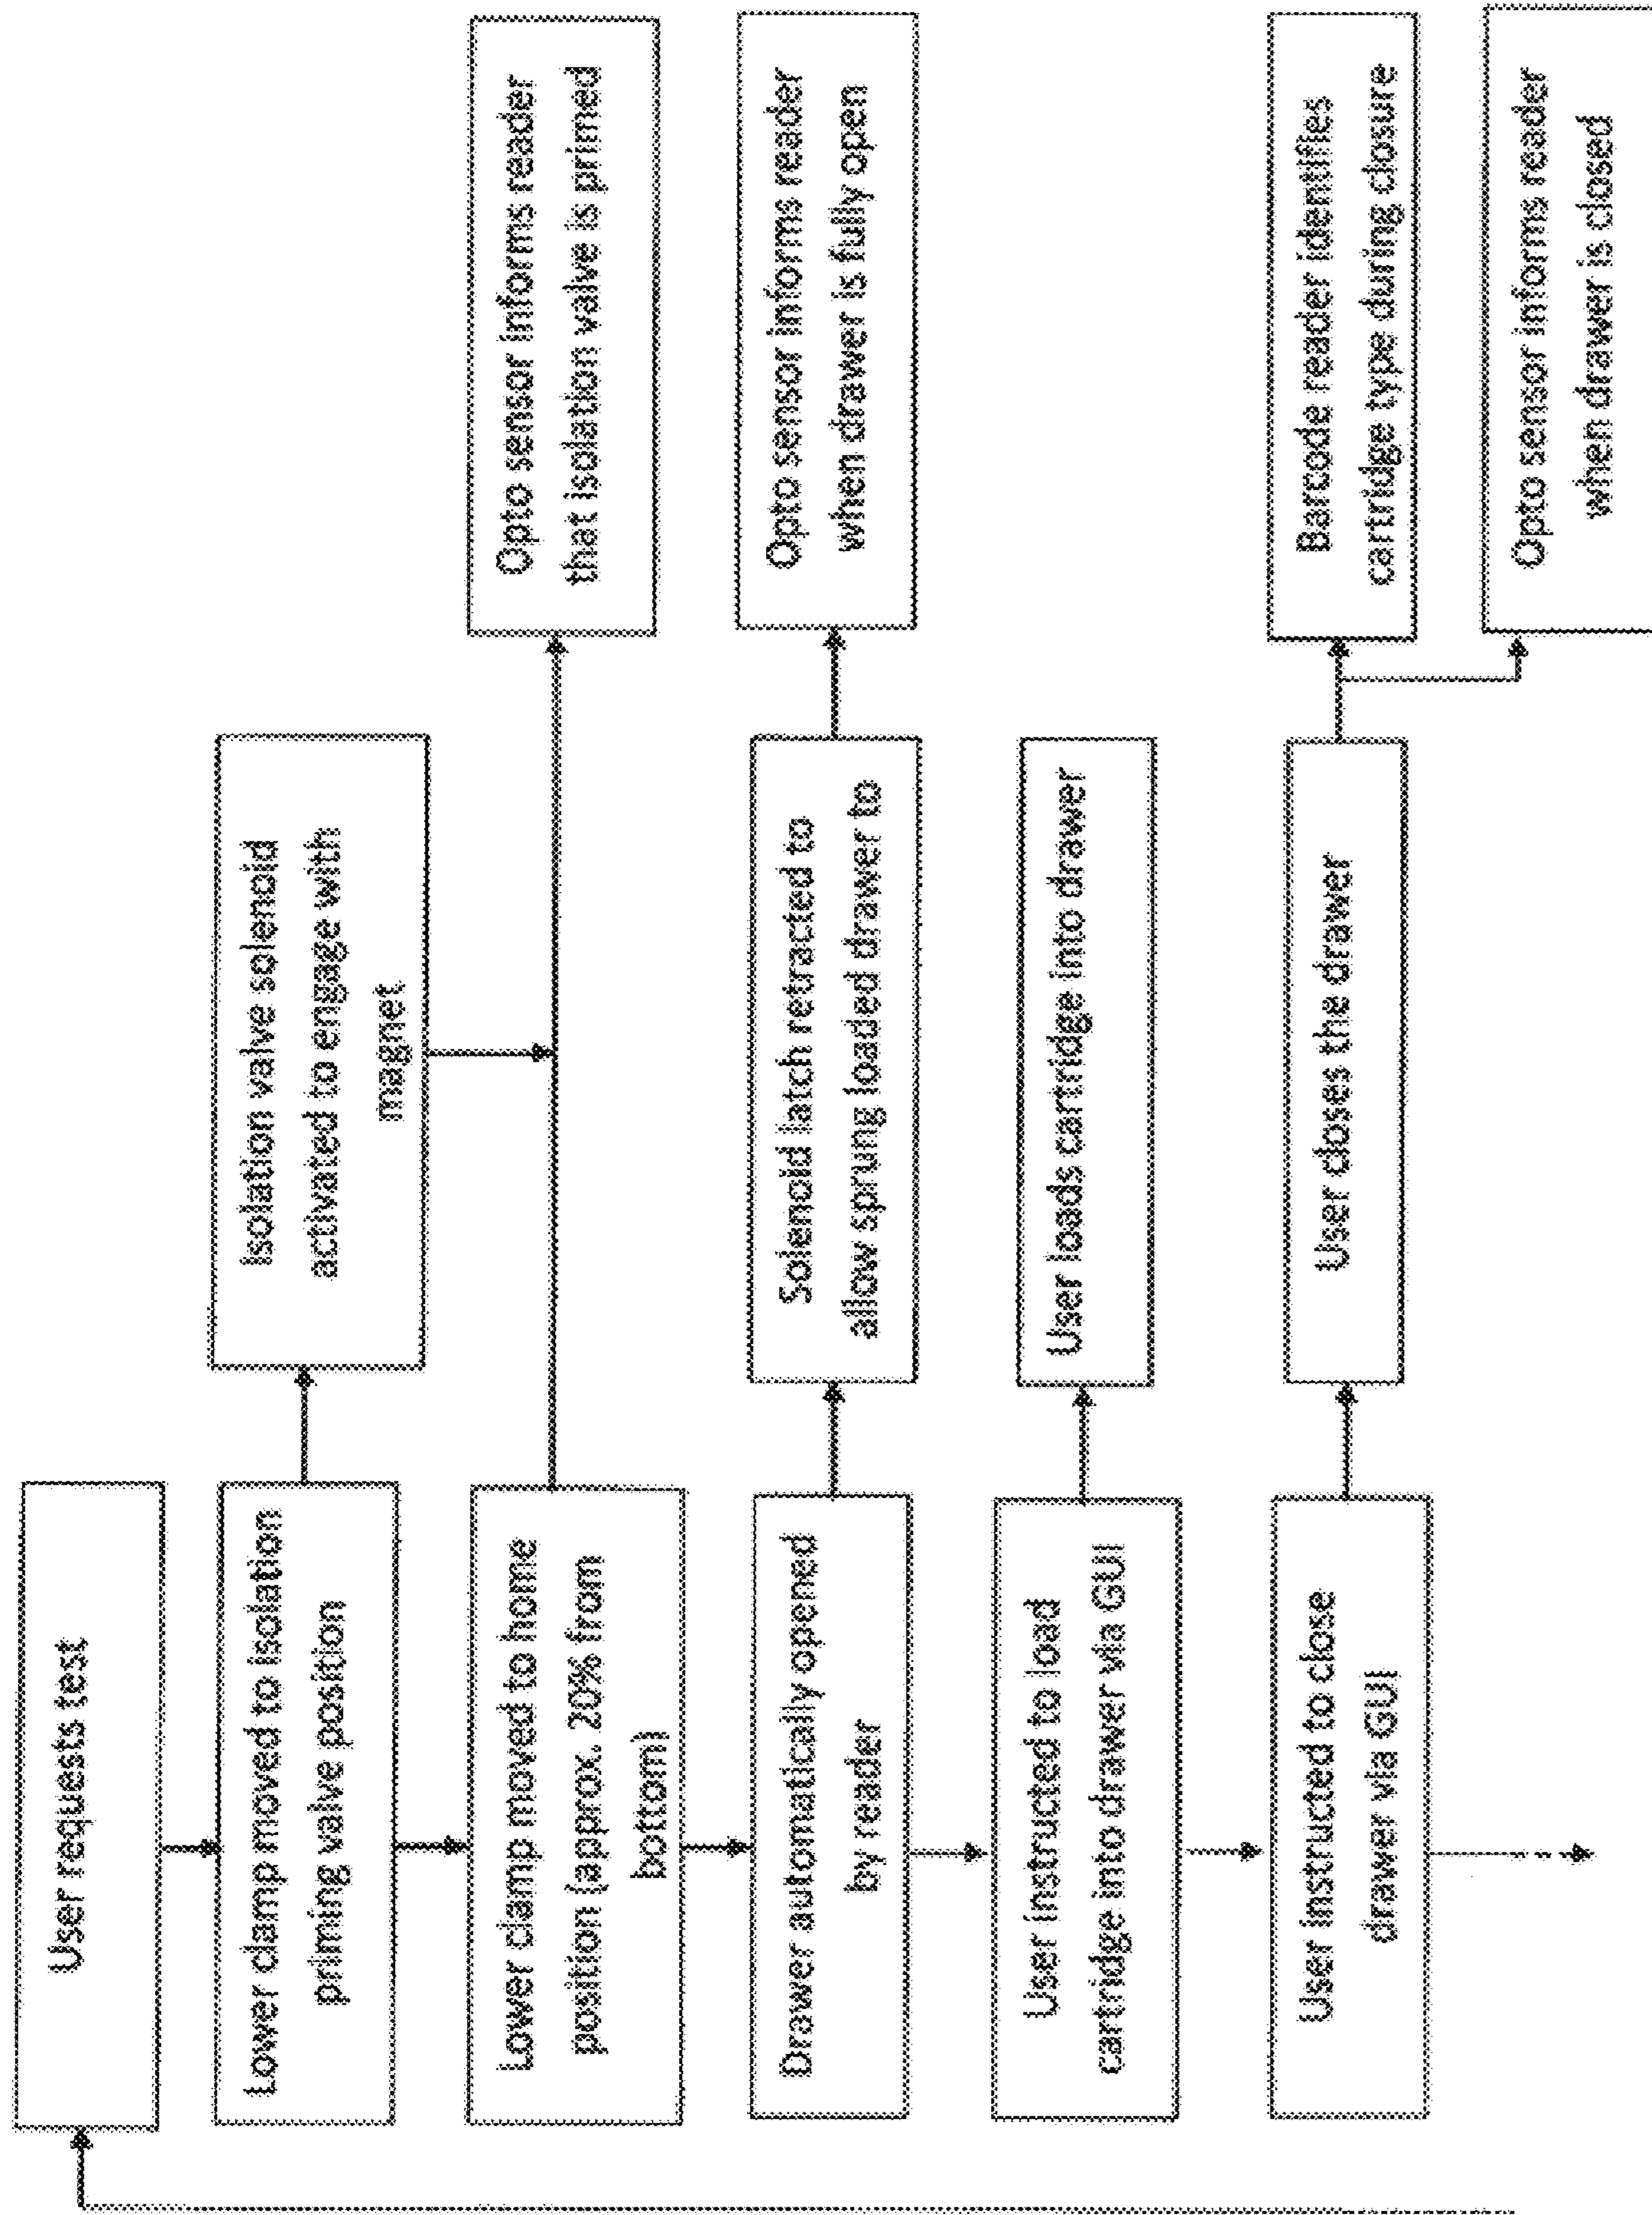 User requests test
Lower clamp moved to isolation
priming valve position
Isolation valve solenoid
activated to engage with
magnet
Lower clamp moved to home
position (approx. 20% from
bottom)
Opto sensor informs reader
that isolation valve is primed
Drawer automatically opened
by reader
Solenoid latch retracted to
allow sprung loaded drawer to
Opto sensor informs reader
when drawer is fully open
User instructed to load
cartridge into drawer via GUI
User loads cartridge into drawer
User instructed to close
drawer via GUI
User closes the drawer
Barcode reader identifies
cartridge type during closure
Opto sensor informs reader
when drawer is closed